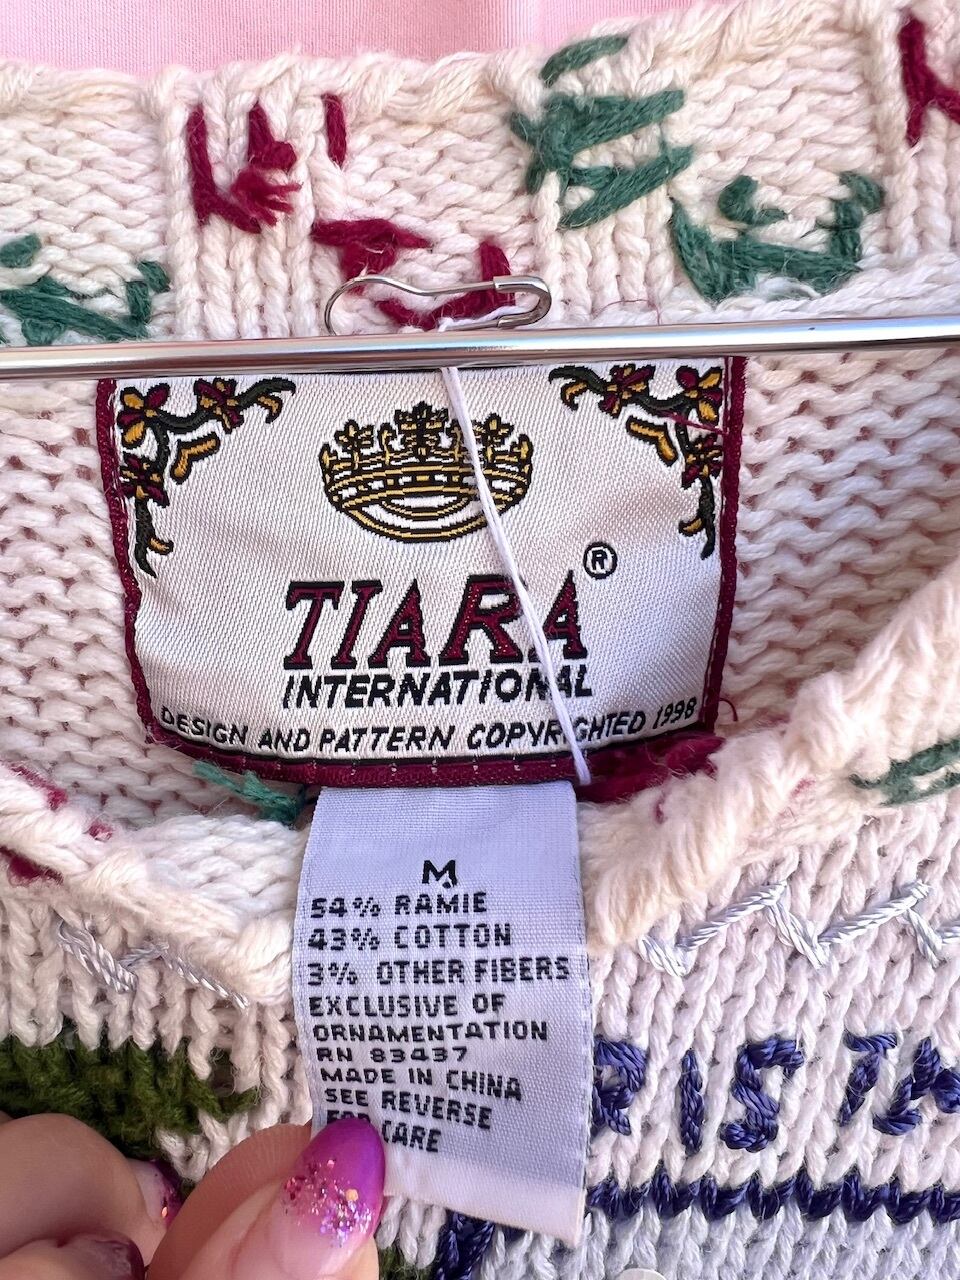 TIARA®
INTERNATIONAL
DESIGN AND PATTERN COPYRIGHTED 1998
M
54% RAMIE
43% COTTON
3% OTHER FIBERS
EXCLUSIVE OF
ORNAMENTATION
RN 83437
MADE IN CHINA
SEE REVERSE
FOR CARE
RISTM